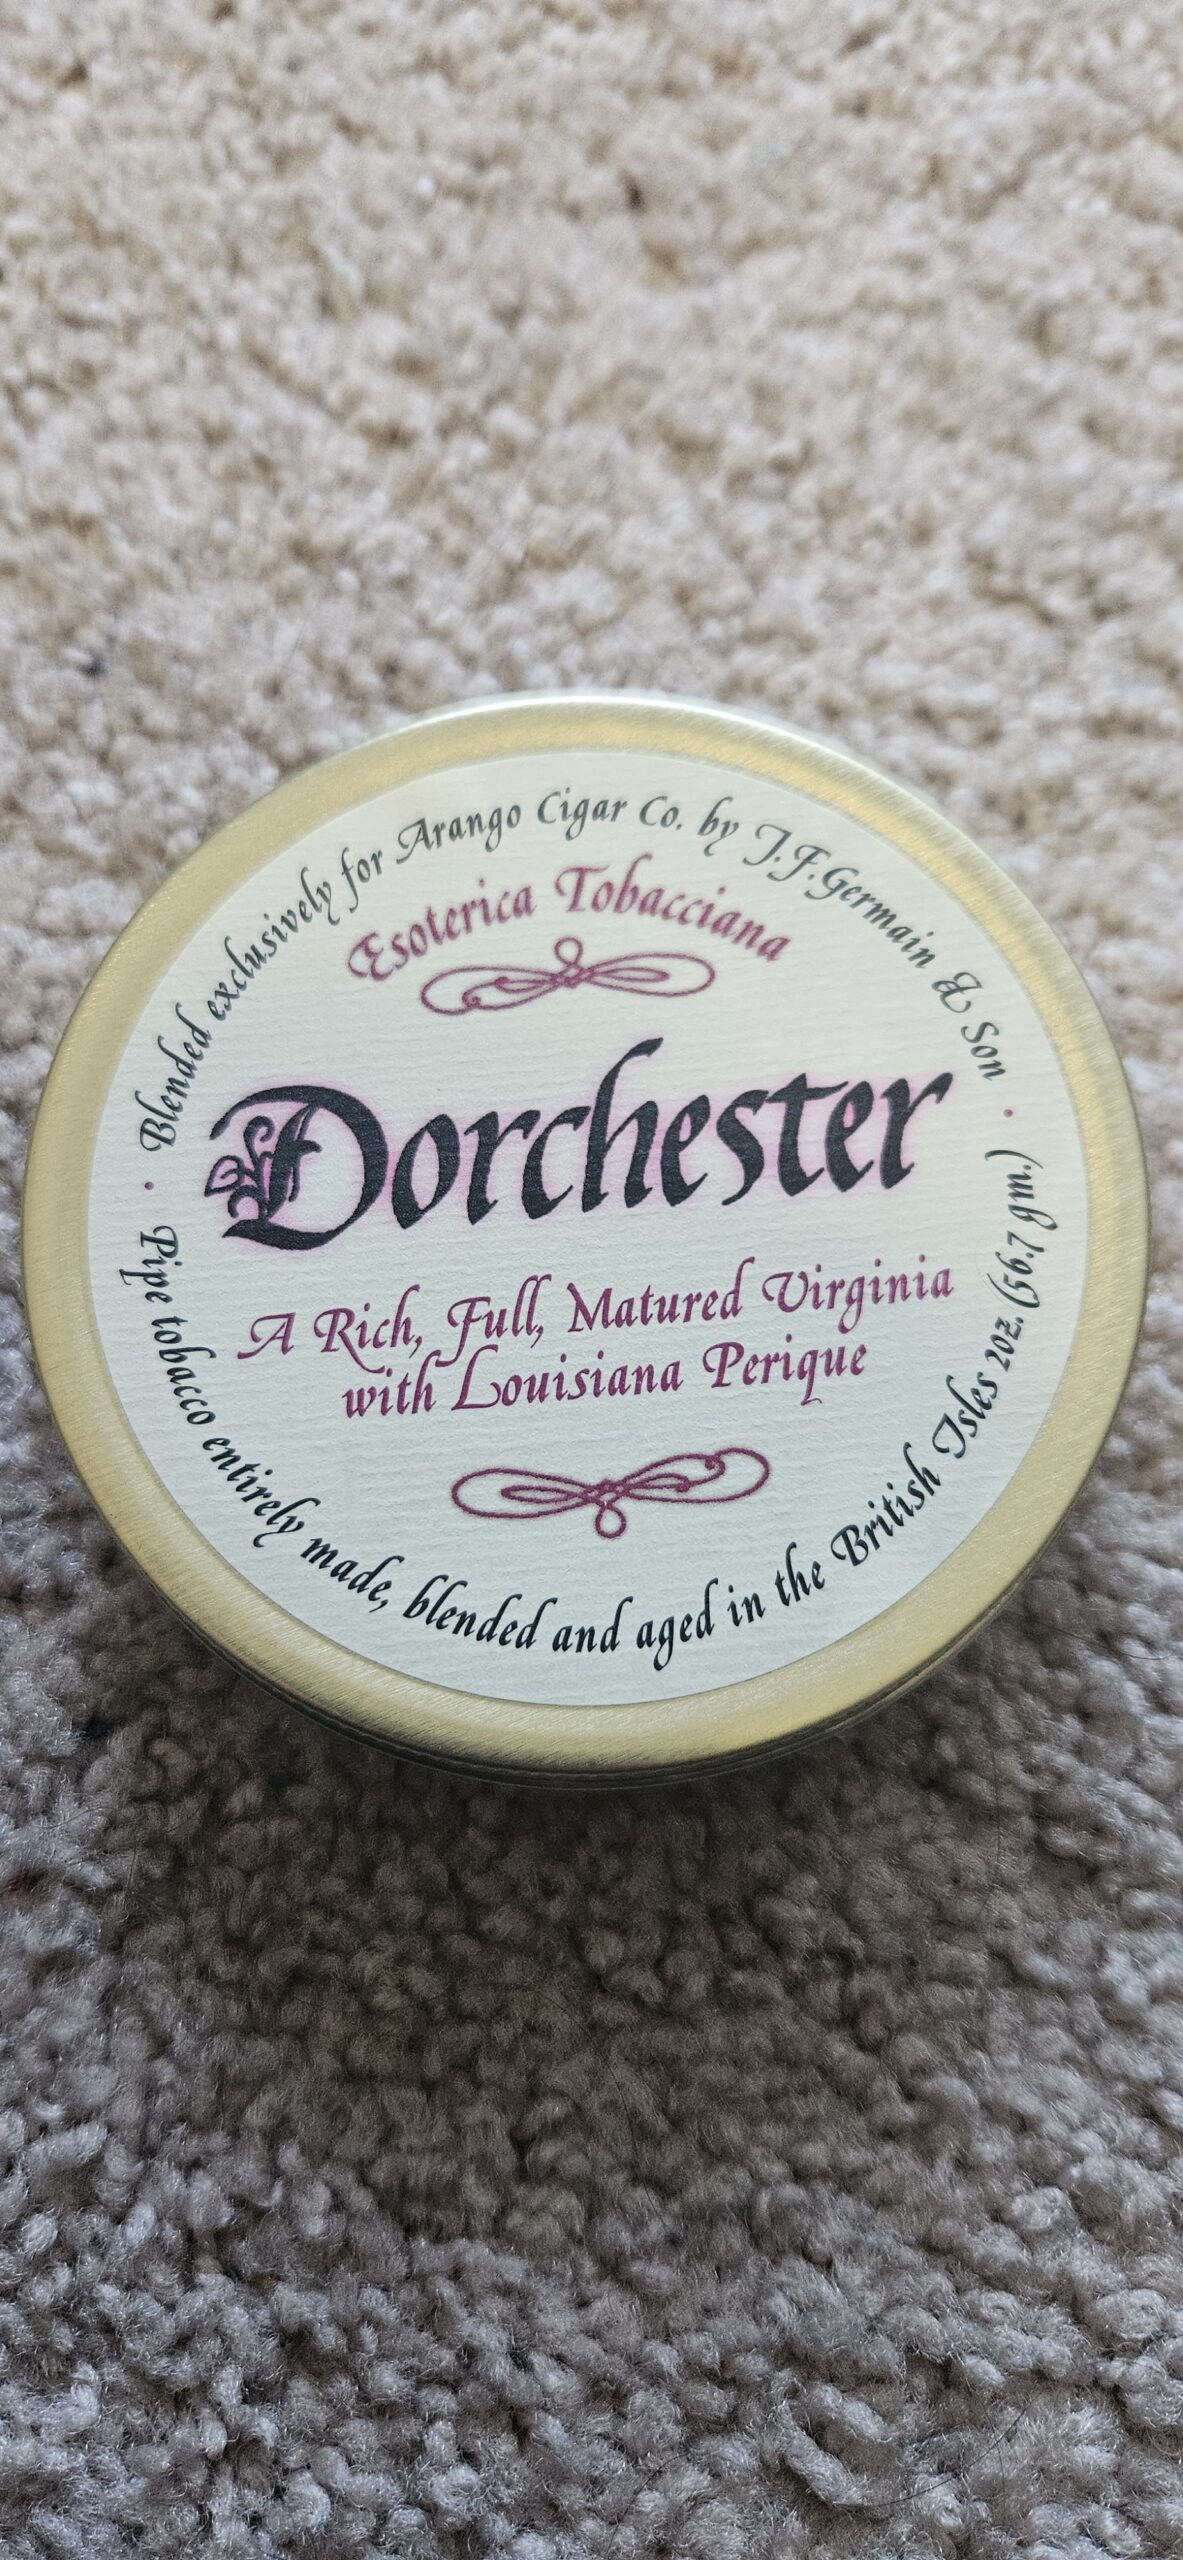 Blended exclusively for Arango Cigar Co. by J.F. Germain & Son
Esoterica Tobacciana
Dorchester
A Rich, Full, Matured Virginia
with Louisiana Perique
Pipe tobacco entirely made, blended and aged in the British Isles 2oz. (56.7 gm.)